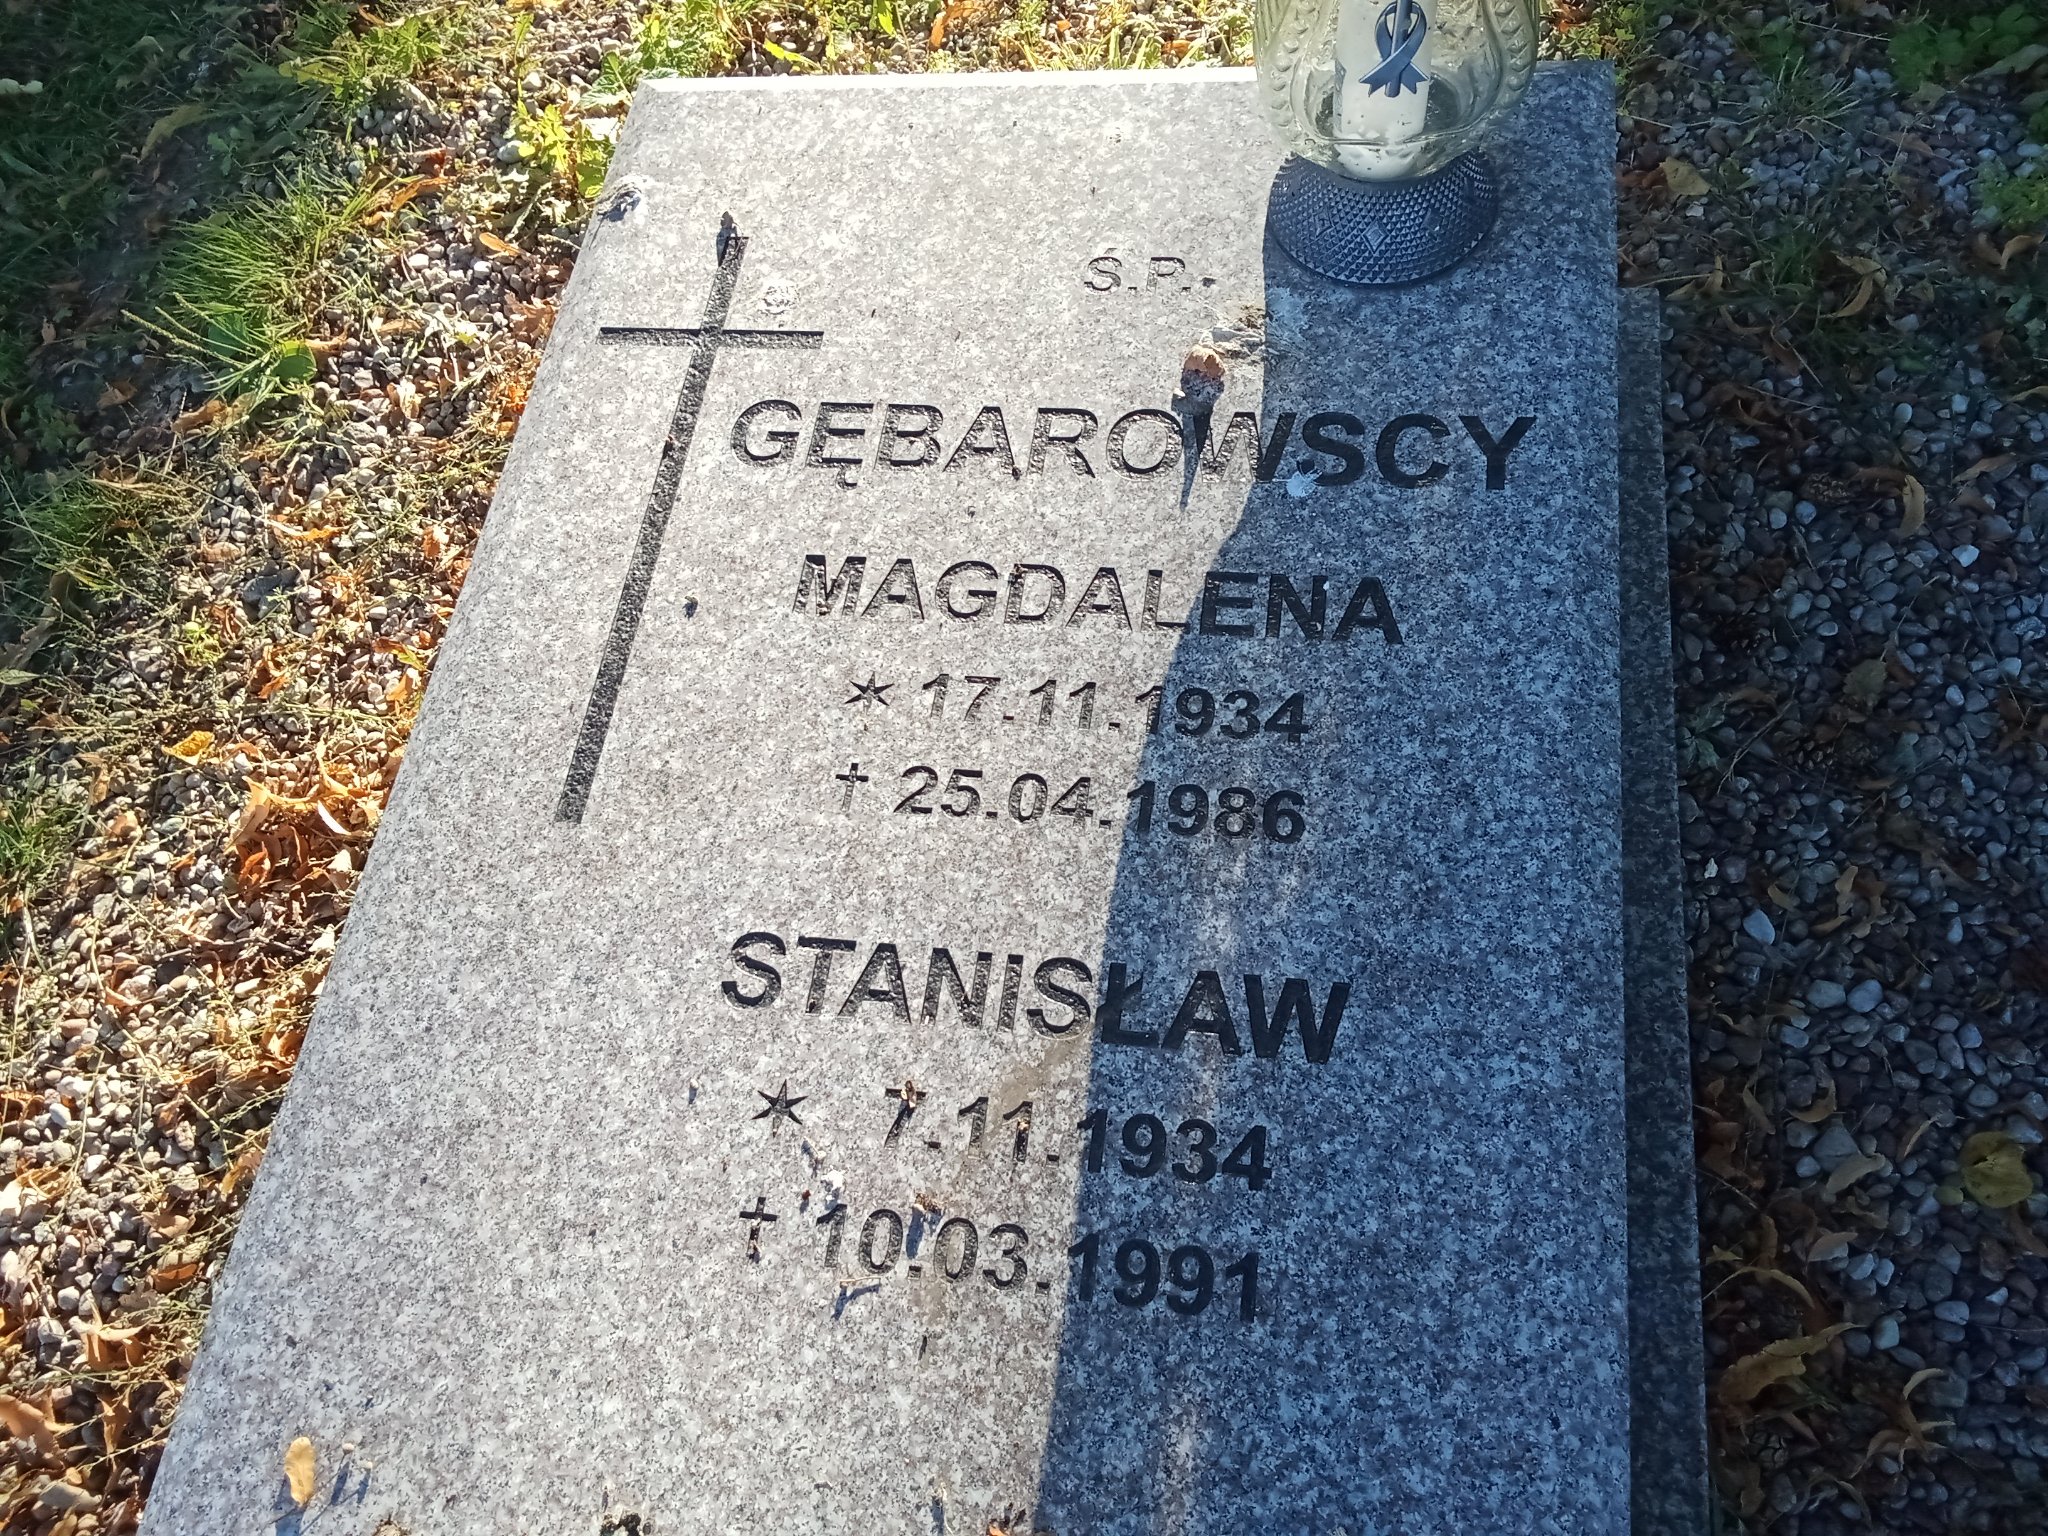 Ś.P.
GĘBAROWSCY
MAGDALENA
* 17.11.1934
† 25.04.1986
STANISŁAW
* 7.11.1934
† 10.03.1991